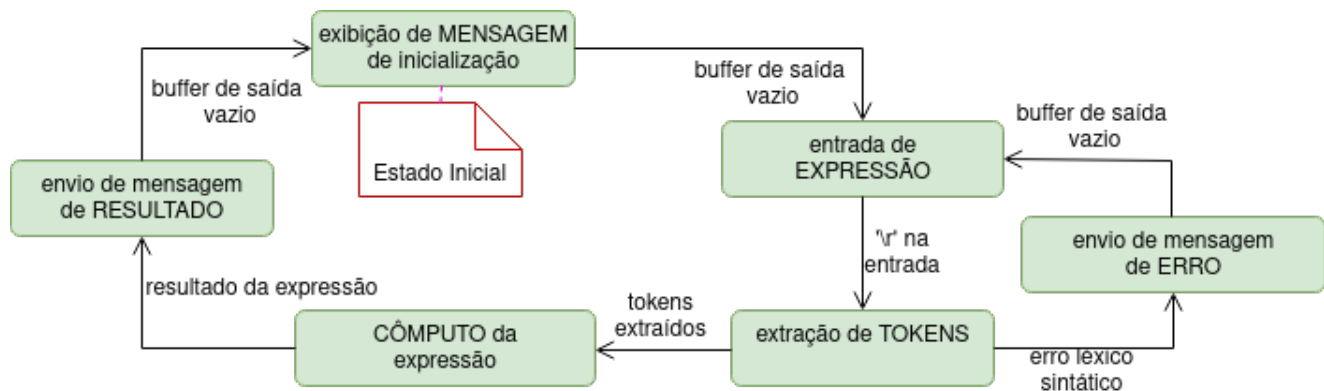 exibição de MENSAGEM
de inicialização
buffer de saída
vazio
buffer de saída
vazio
buffer de saída
vazio
entrada de
EXPRESSÃO
Estado Inicial
envio de mensagem
de RESULTADO
'\r' na
entrada
envio de mensagem
de ERRO
resultado da expressão
tokens
extraídos
CÔMPUTO da
expressão
extração de TOKENS
erro léxico
sintático